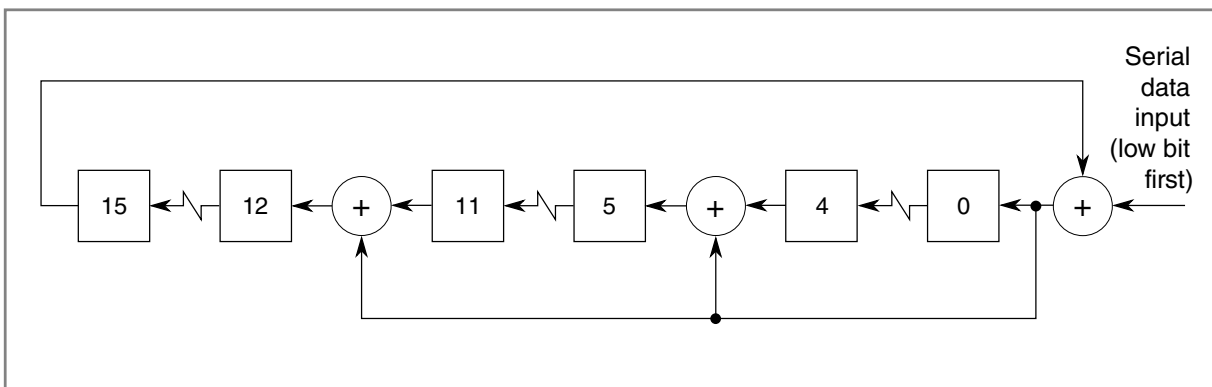 Serial
data
input
(low bit
first)
15 12 + 11 5 + 4 0 +